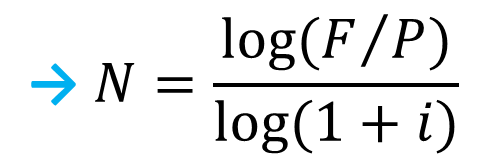 → N = log(F/P) / log(1 + i)